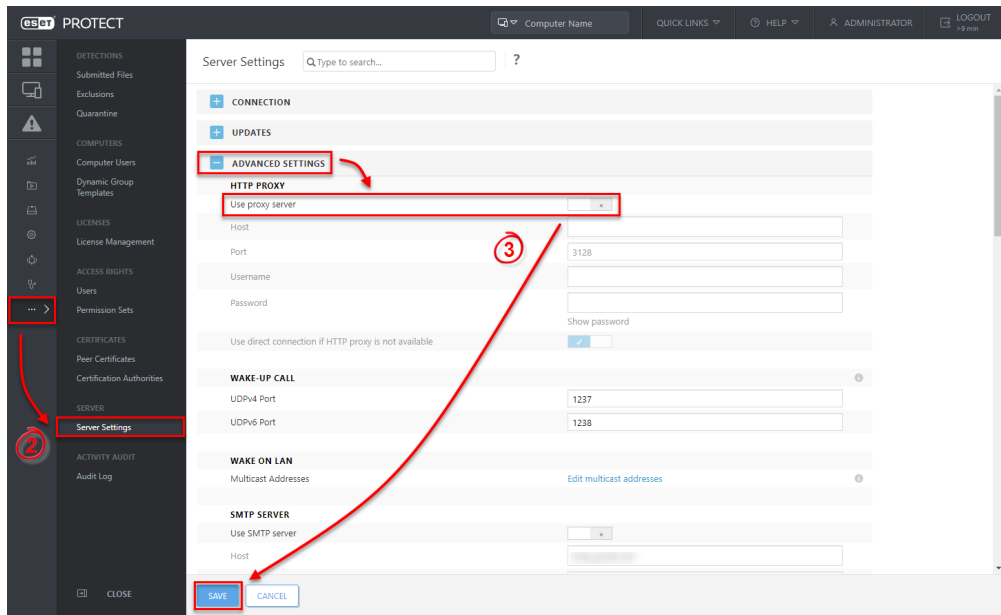 eset PROTECT
Computer Name
QUICK LINKS
HELP
ADMINISTRATOR
LOGOUT
>9 min
DETECTIONS
Submitted Files
Exclusions
Quarantine
COMPUTERS
Computer Users
Dynamic Group
Templates
LICENSES
License Management
ACCESS RIGHTS
Users
Permission Sets
CERTIFICATES
Peer Certificates
Certification Authorities
SERVER
Server Settings
2
ACTIVITY AUDIT
Audit Log
CLOSE
Server Settings
Type to search...
?
CONNECTION
UPDATES
ADVANCED SETTINGS
HTTP PROXY
Use proxy server
3
Host
Port 3128
Username
Password
Show password
Use direct connection if HTTP proxy is not available
WAKE-UP CALL
UDPv4 Port 1237
UDPv6 Port 1238
WAKE ON LAN
Multicast Addresses Edit multicast addresses
SMTP SERVER
Use SMTP server
Host
SAVE CANCEL